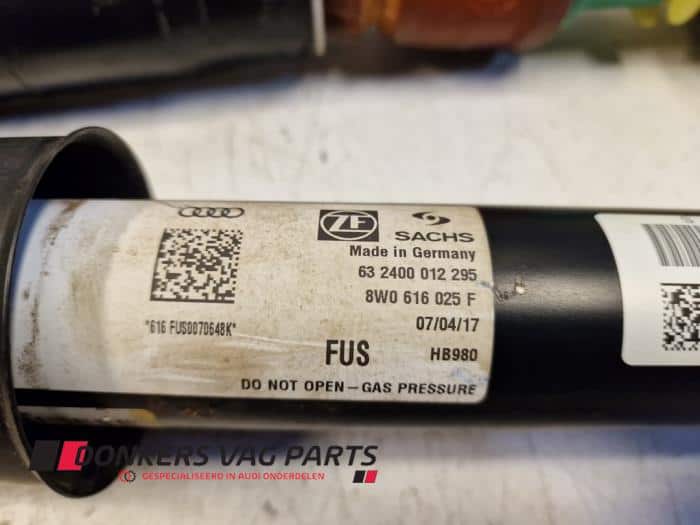 ZF SACHS
Made in Germany
63 2400 012 295
8W0 616 025 F
07/04/17
*616 FUS0070648K*
FUS HB980
DO NOT OPEN – GAS PRESSURE
DONKERS VAG PARTS
GESPECIALISEERD IN AUDI ONDERDELEN